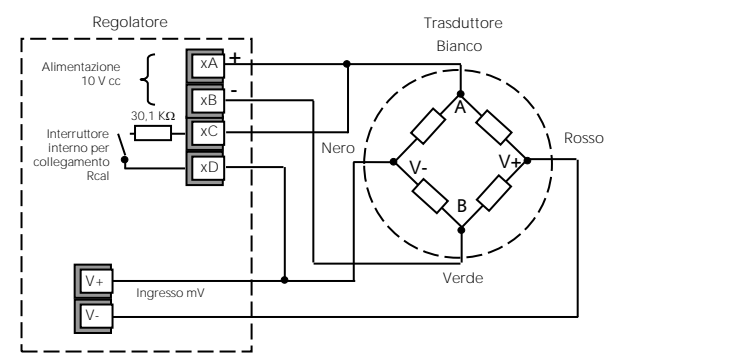 Regolatore
Trasduttore
Bianco
Alimentazione
10 V cc
+
-
xA
xB
30,1 KΩ
xC
Interruttore
interno per
collegamento
Rcal
xD
Nero
Rosso
A
V-
V+
B
Verde
V+
Ingresso mV
V-